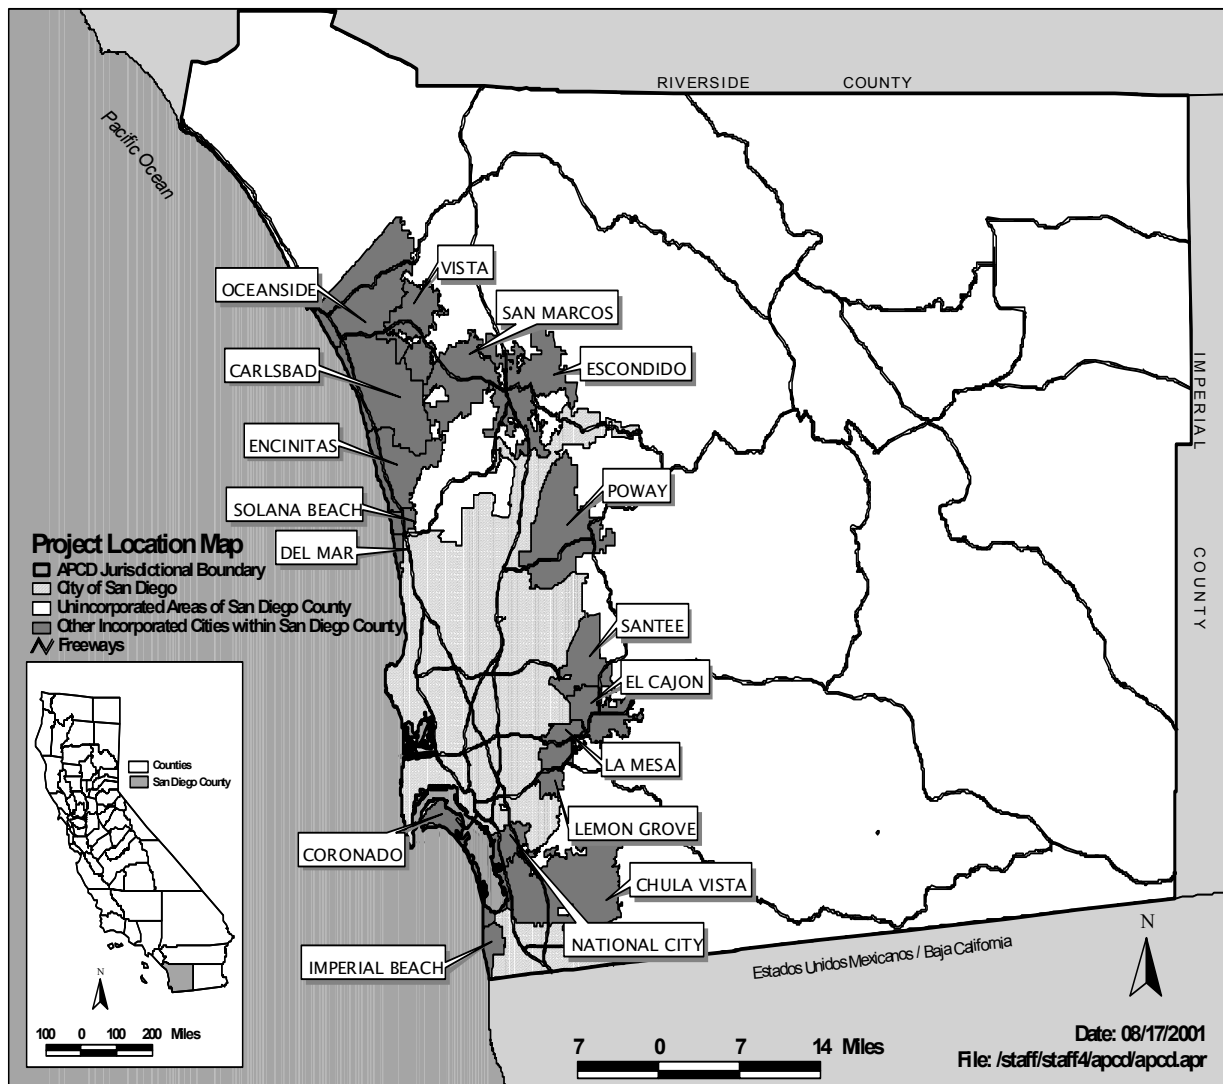 RIVERSIDE COUNTY
Pacific Ocean
VISTA
OCEANSIDE
SAN MARCOS
CARLSBAD
ESCONDIDO
IMPERIAL COUNTY
ENCINITAS
POWAY
SOLANA BEACH
DEL MAR
Project Location Map
APCD Jurisdictional Boundary
City of San Diego
Unincorporated Areas of San Diego County
Other Incorporated Cities within San Diego County
Freeways
SANTEE
EL CAJON
LA MESA
LEMON GROVE
CORONADO
CHULA VISTA
NATIONAL CITY
IMPERIAL BEACH
Counties
San Diego County
N
100 0 100 200 Miles
Estados Unidos Mexicanos / Baja California
N
7 0 7 14 Miles
Date: 08/17/2001
File: /staff/staff4/apcd/apcd.apr